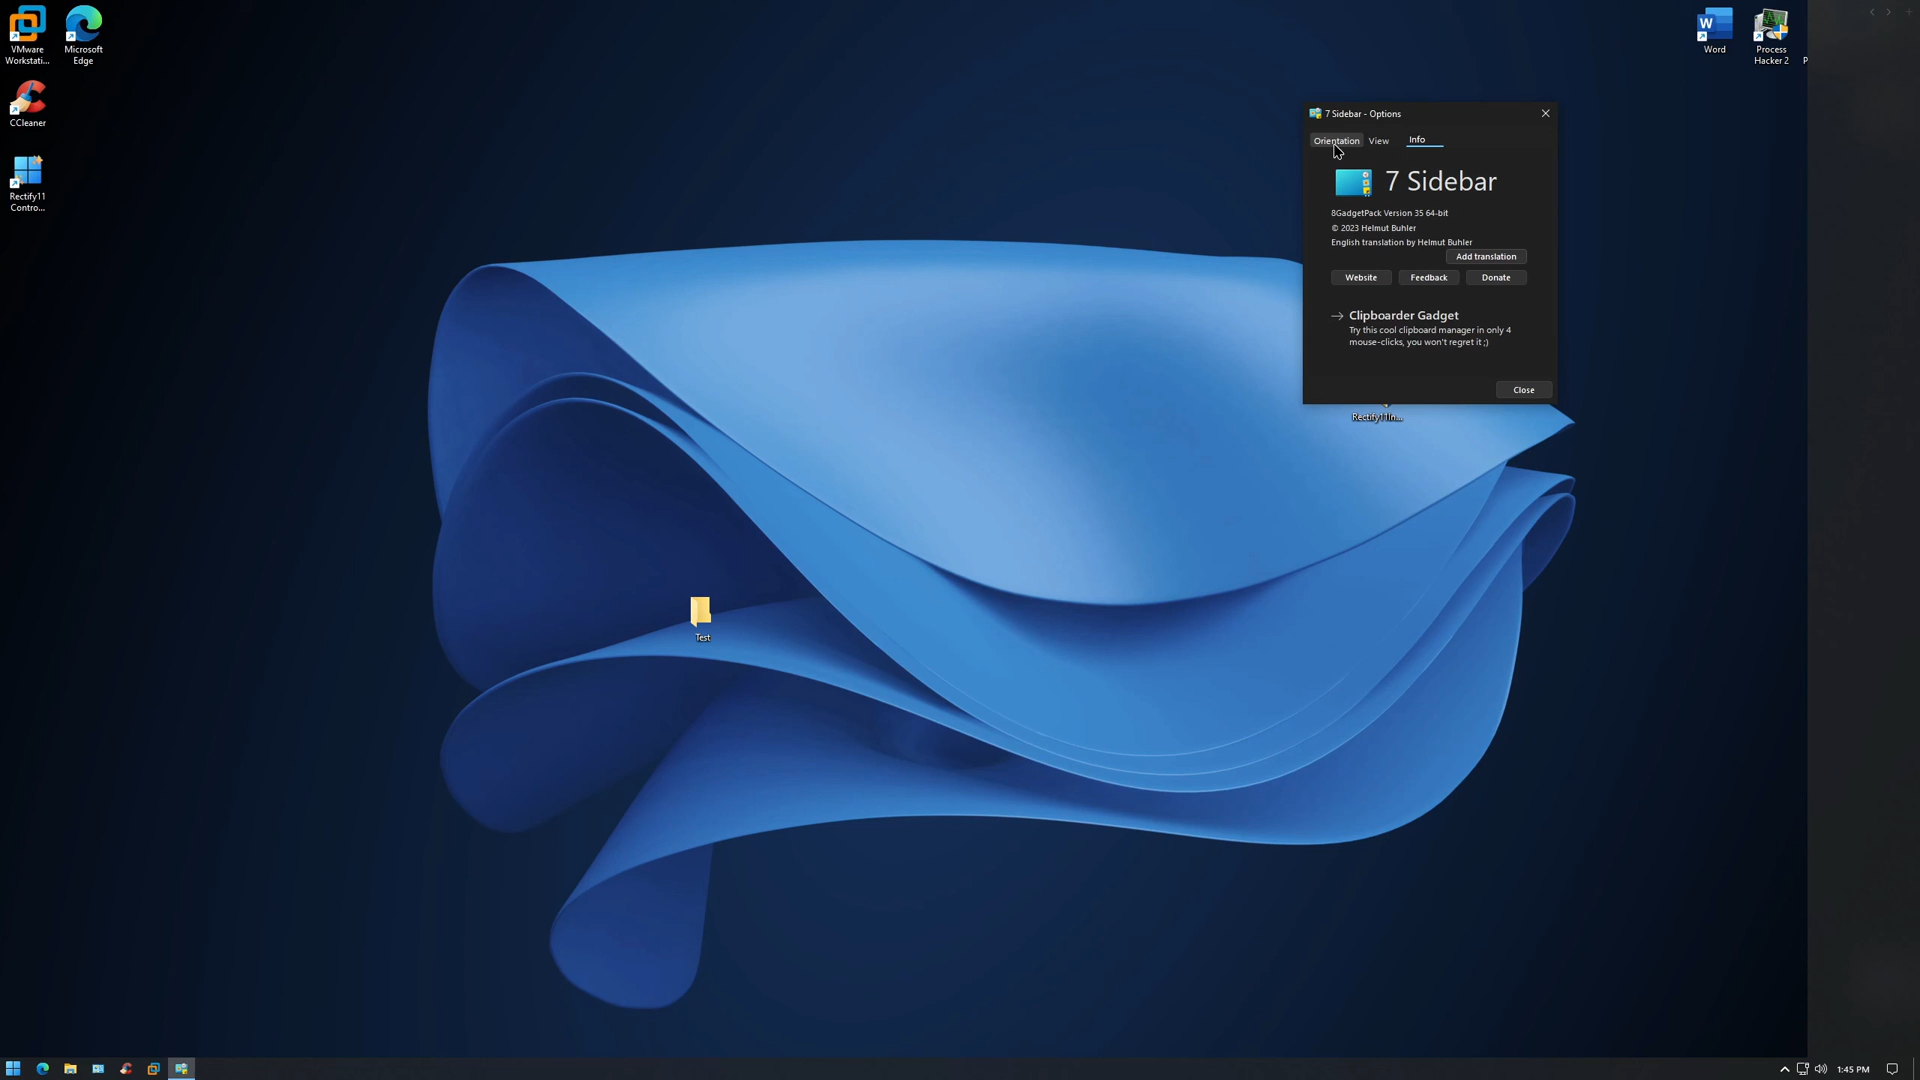 VMware
Workstati...
Microsoft
Edge
CCleaner
Rectify11
Contro...
Word
Process
Hacker 2
P
7 Sidebar - Options
Orientation
View
Info
7 Sidebar
8GadgetPack Version 35 64-bit
© 2023 Helmut Buhler
English translation by Helmut Buhler
Add translation
Website
Feedback
Donate
Clipboarder Gadget
Try this cool clipboard manager in only 4
mouse-clicks, you won't regret it ;)
Close
Rectify11In...
Test
1:45 PM